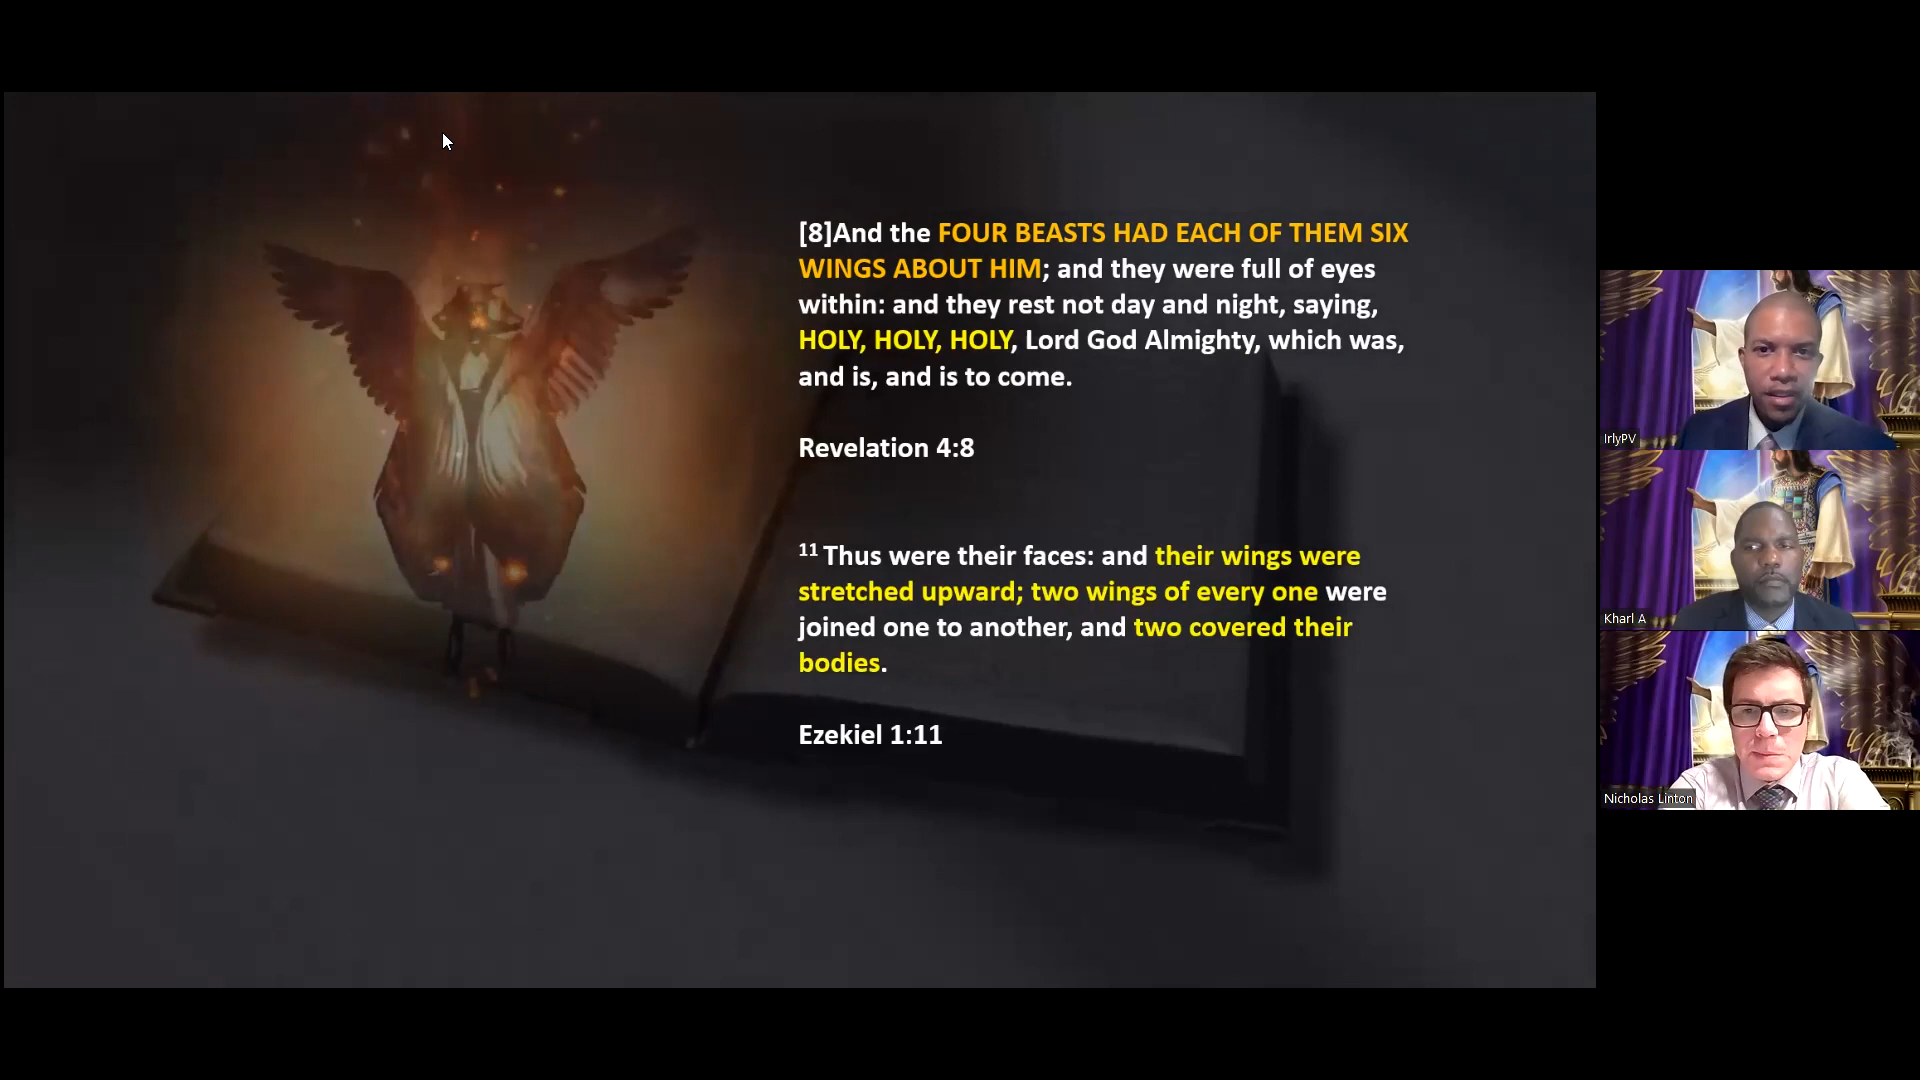 [8]And the FOUR BEASTS HAD EACH OF THEM SIX
WINGS ABOUT HIM; and they were full of eyes
within: and they rest not day and night, saying,
HOLY, HOLY, HOLY, Lord God Almighty, which was,
and is, and is to come.
Revelation 4:8
11 Thus were their faces: and their wings were
stretched upward; two wings of every one were
joined one to another, and two covered their
bodies.
Ezekiel 1:11
IrlyPV
Kharl A
Nicholas Linton